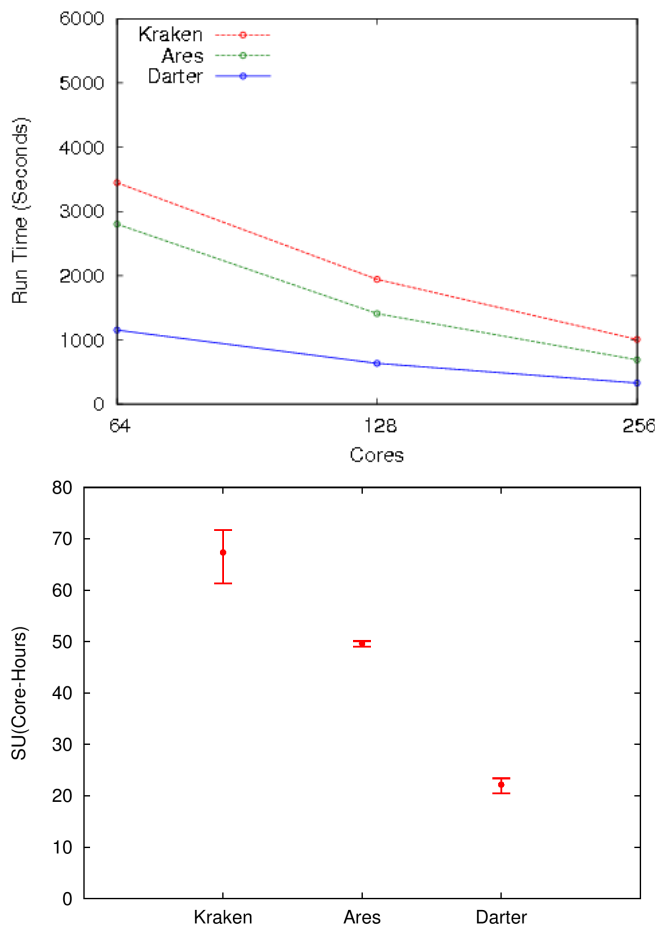 6000
5000
4000
3000
2000
1000
0
Run Time (Seconds)
Kraken
Ares
Darter
64 128 256
Cores
80
70
60
50
40
30
20
10
0
SU(Core-Hours)
Kraken Ares Darter